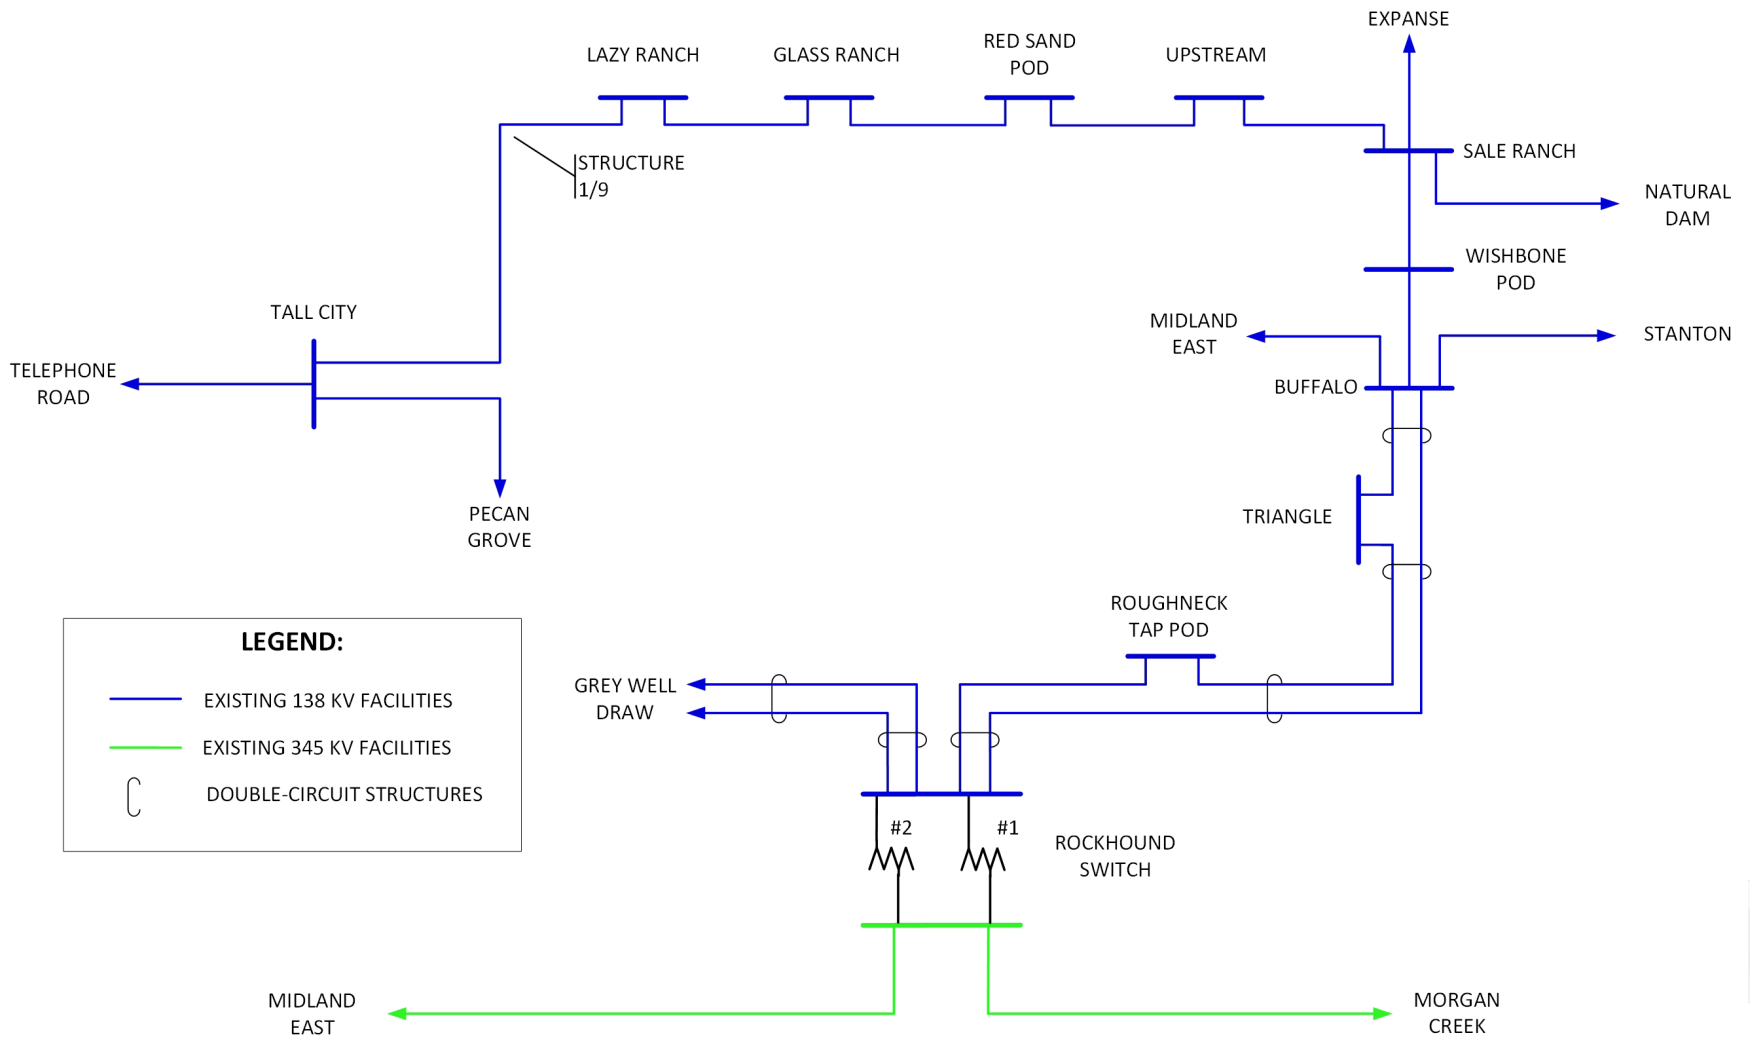 EXPANSE
LAZY RANCH
GLASS RANCH
RED SAND
POD
UPSTREAM
STRUCTURE
1/9
SALE RANCH
NATURAL
DAM
WISHBONE
POD
TALL CITY
MIDLAND
EAST
STANTON
TELEPHONE
ROAD
BUFFALO
PECAN
GROVE
TRIANGLE
ROUGHNECK
TAP POD
GREY WELL
DRAW
LEGEND:
EXISTING 138 KV FACILITIES
EXISTING 345 KV FACILITIES
DOUBLE-CIRCUIT STRUCTURES
#2
#1
ROCKHOUND
SWITCH
MIDLAND
EAST
MORGAN
CREEK